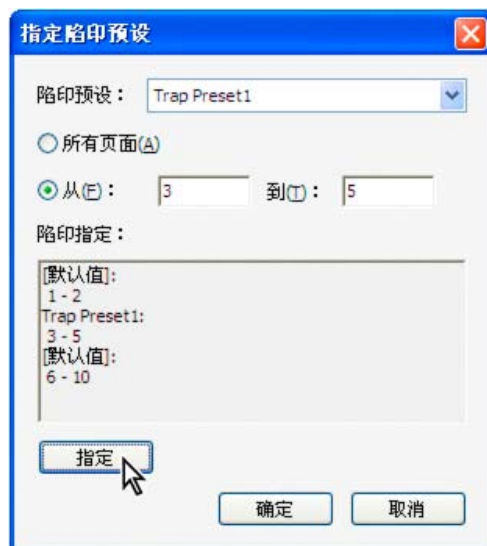 指定陷印预设
陷印预设： Trap Preset1
所有页面(A)
从(F)： 3 到(T)： 5
陷印指定：
[默认值]:
1 - 2
Trap Preset1:
3 - 5
[默认值]:
6 - 10
指定
确定 取消